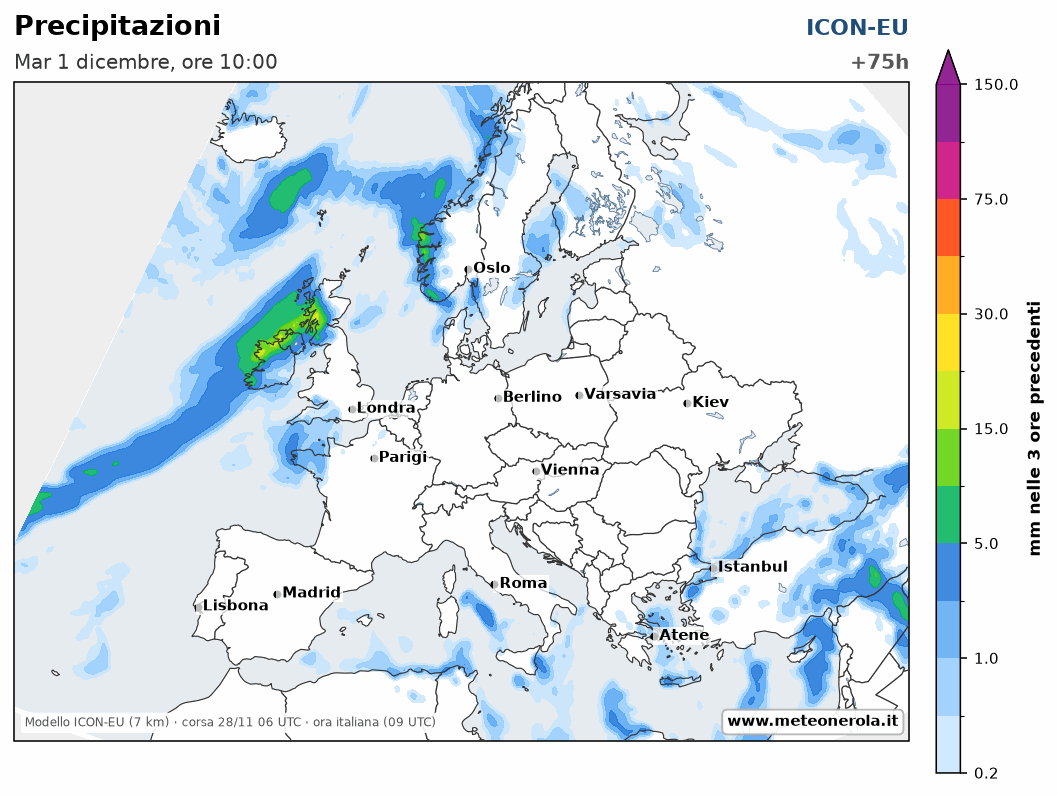 Precipitazioni
ICON-EU
Mar 1 dicembre, ore 10:00
+75h
150.0
75.0
30.0
15.0
5.0
1.0
0.2
mm nelle 3 ore precedenti
Oslo
Berlino
Varsavia
Kiev
Londra
Parigi
Vienna
Istanbul
Roma
Madrid
Lisbona
Atene
Modello ICON-EU (7 km) · corsa 28/11 06 UTC · ora italiana (09 UTC)
www.meteonerola.it